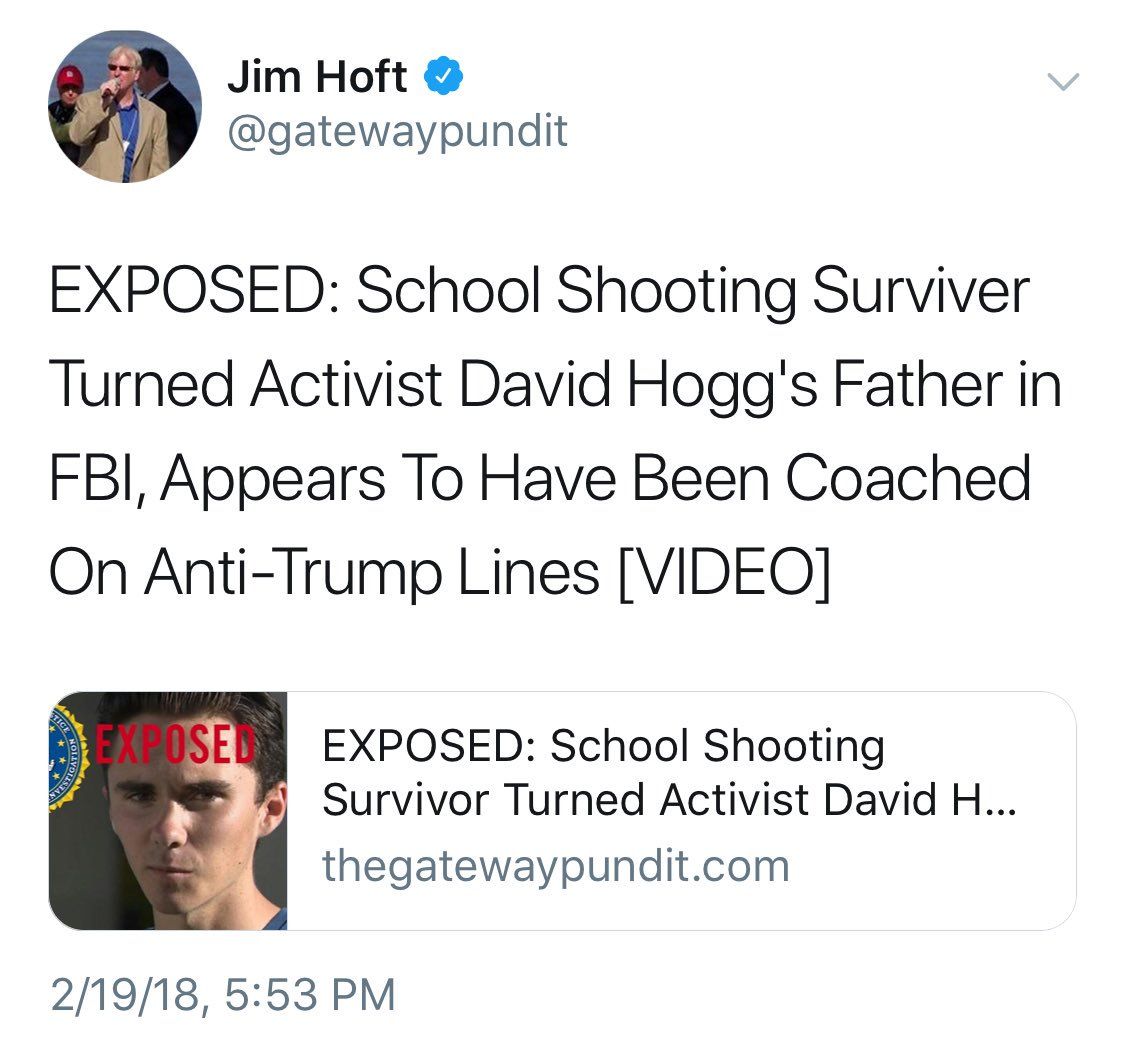 Jim Hoft
@gatewaypundit
EXPOSED: School Shooting Surviver
Turned Activist David Hogg's Father in
FBI, Appears To Have Been Coached
On Anti-Trump Lines [VIDEO]
EXPOSED
EXPOSED: School Shooting
Survivor Turned Activist David H...
thegatewaypundit.com
2/19/18, 5:53 PM